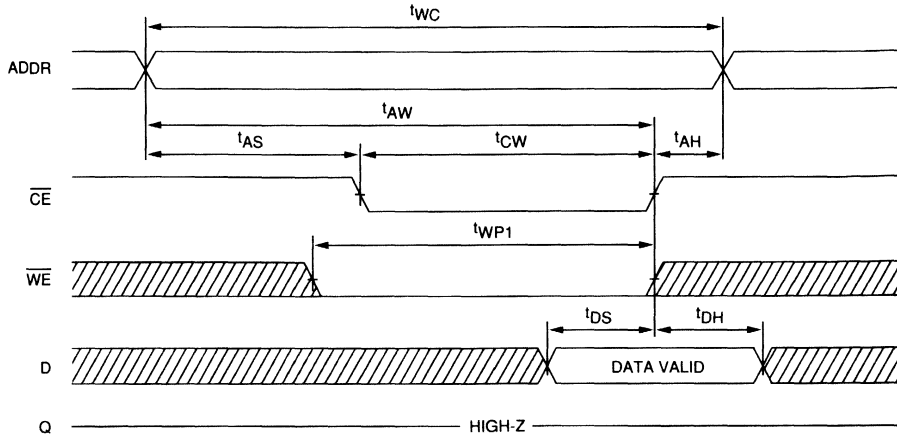 tWC
ADDR
tAW
tAS
tCW
tAH
CE
tWP1
WE
tDS
tDH
D
DATA VALID
Q
HIGH-Z